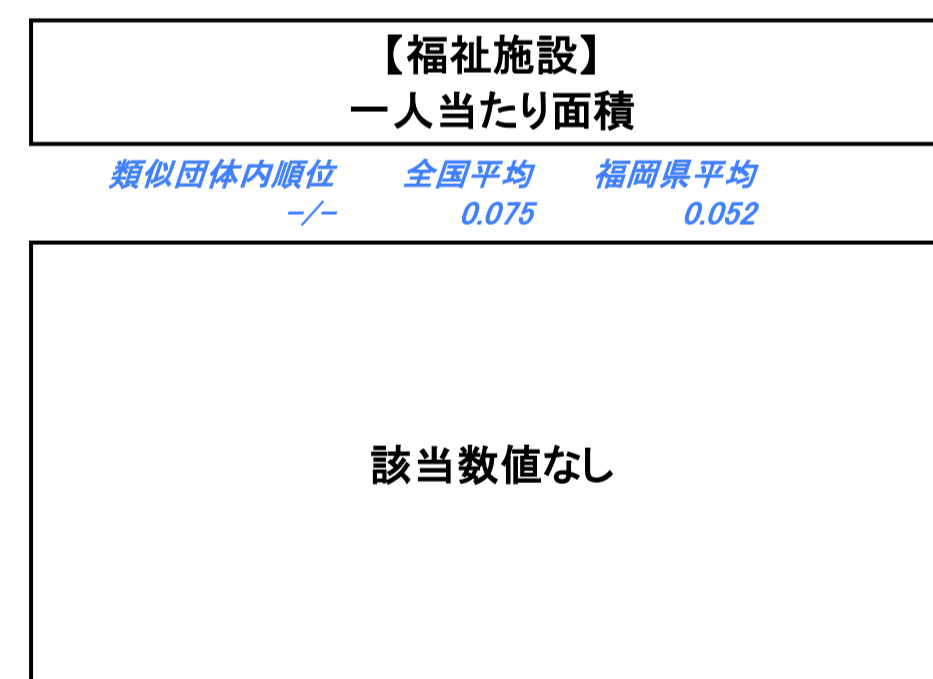 【福祉施設】
一人当たり面積
類似団体内順位 全国平均 福岡県平均
-/- 0.075 0.052
該当数値なし